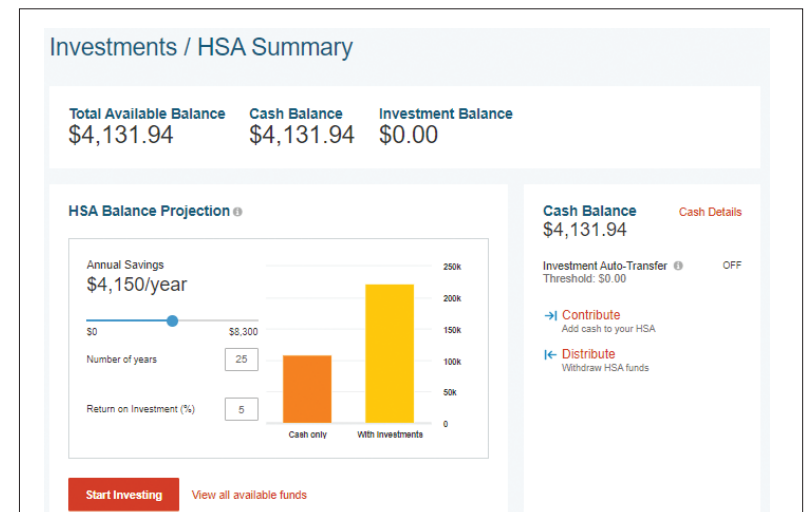 Investments / HSA Summary
Total Available Balance
$4,131.94
Cash Balance
$4,131.94
Investment Balance
$0.00
HSA Balance Projection
Annual Savings
$4,150/year
$0
$8,300
Number of years
25
Return on Investment (%)
5
250k
200k
150k
100k
50k
0
Cash only
With Investments
Start Investing
View all available funds
Cash Balance
Cash Details
$4,131.94
Investment Auto-Transfer
OFF
Threshold: $0.00
Contribute
Add cash to your HSA
Distribute
Withdraw HSA funds